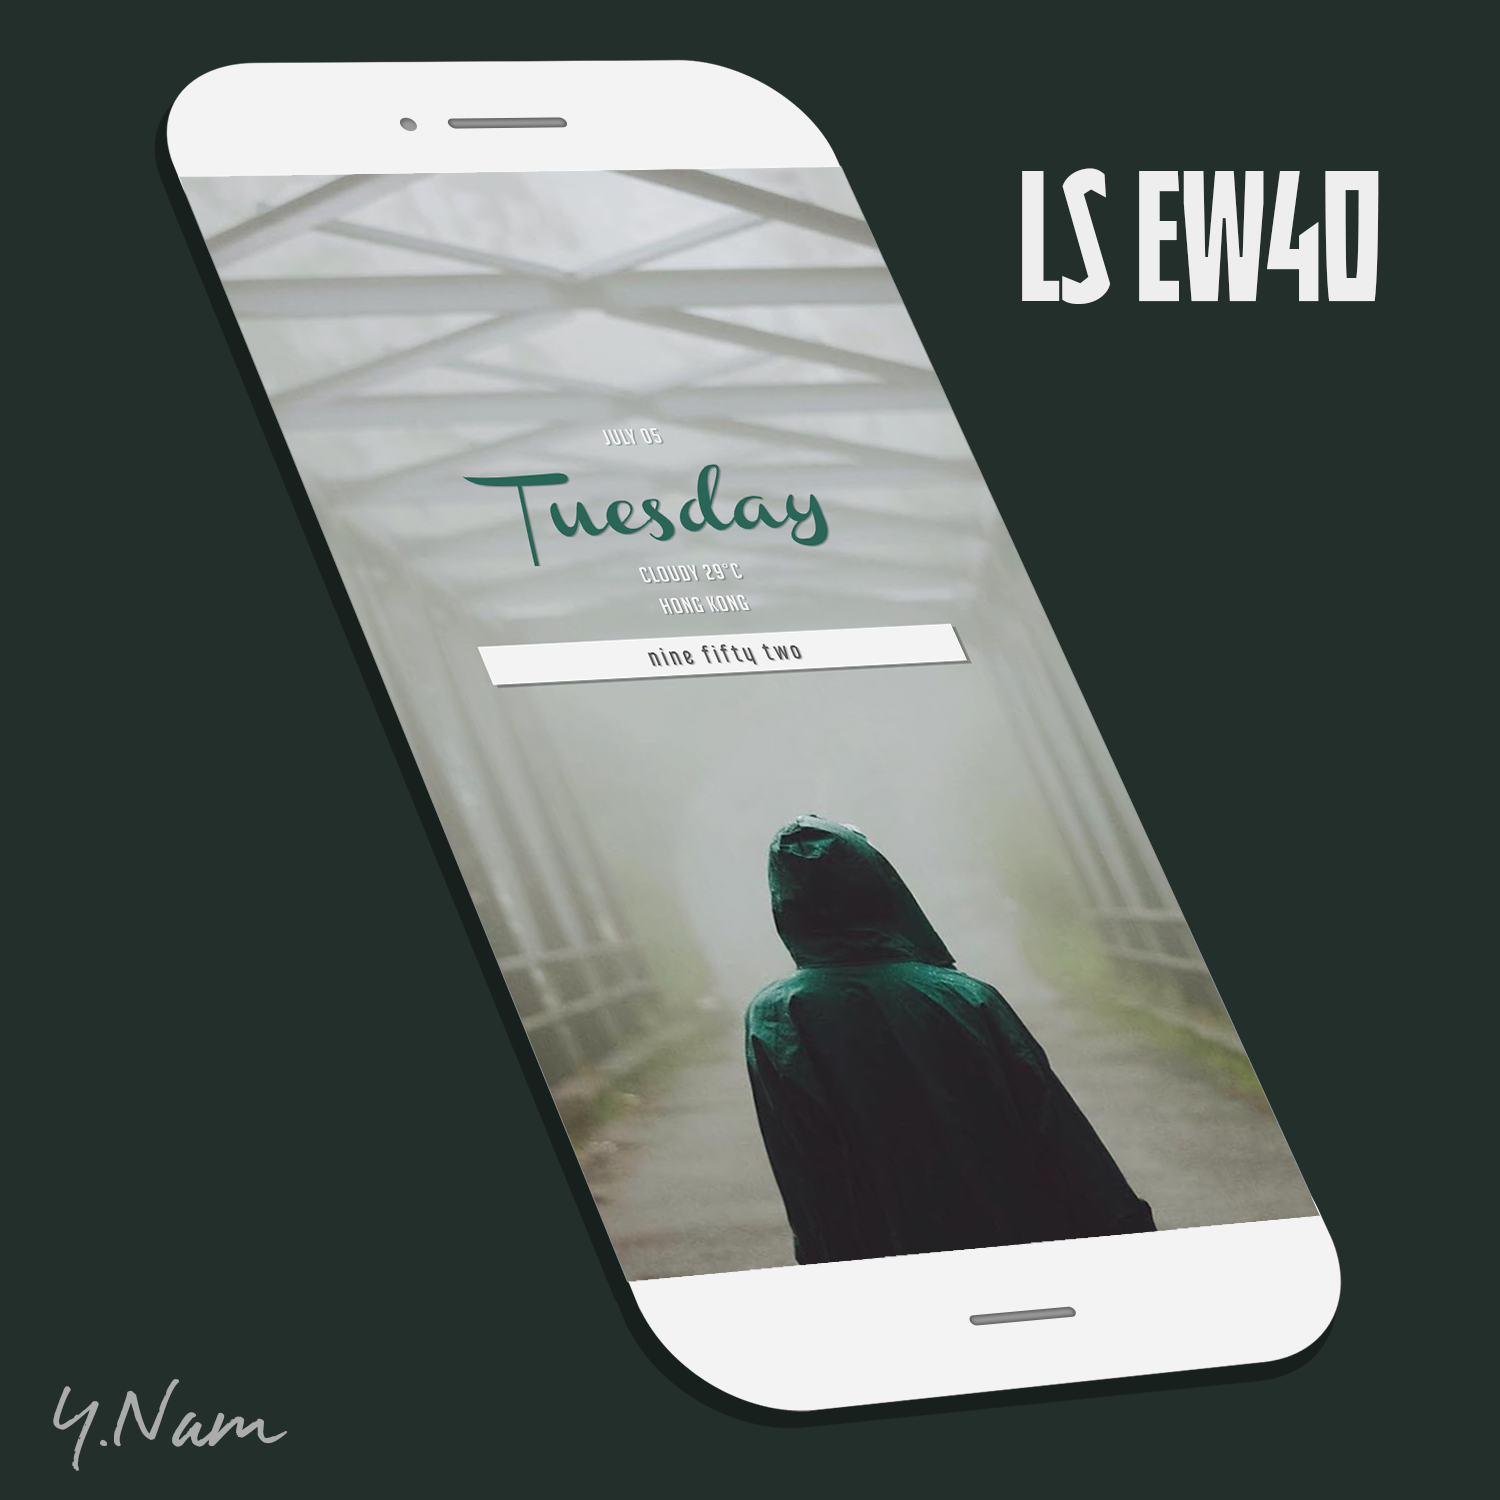 LS EW40
JULY 05
Tuesday
CLOUDY 29°C
HONG KONG
nine fifty two
Y.Nam